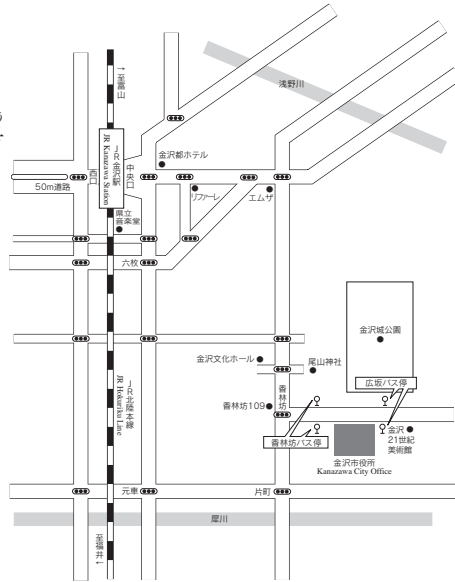 →至富山
浅野川
JR金沢駅
JR Kanazawa Station
西口
中央口
金沢都ホテル
50m道路
リファーレ
エムザ
県立
音楽堂
六枚
金沢城公園
金沢文化ホール
尾山神社
広坂バス停
香林坊
香林坊109
JR北陸本線
JR Hokuriku Line
香林坊バス停
金沢
21世紀
美術館
金沢市役所
Kanazawa City Office
元車
片町
犀川
至福井←